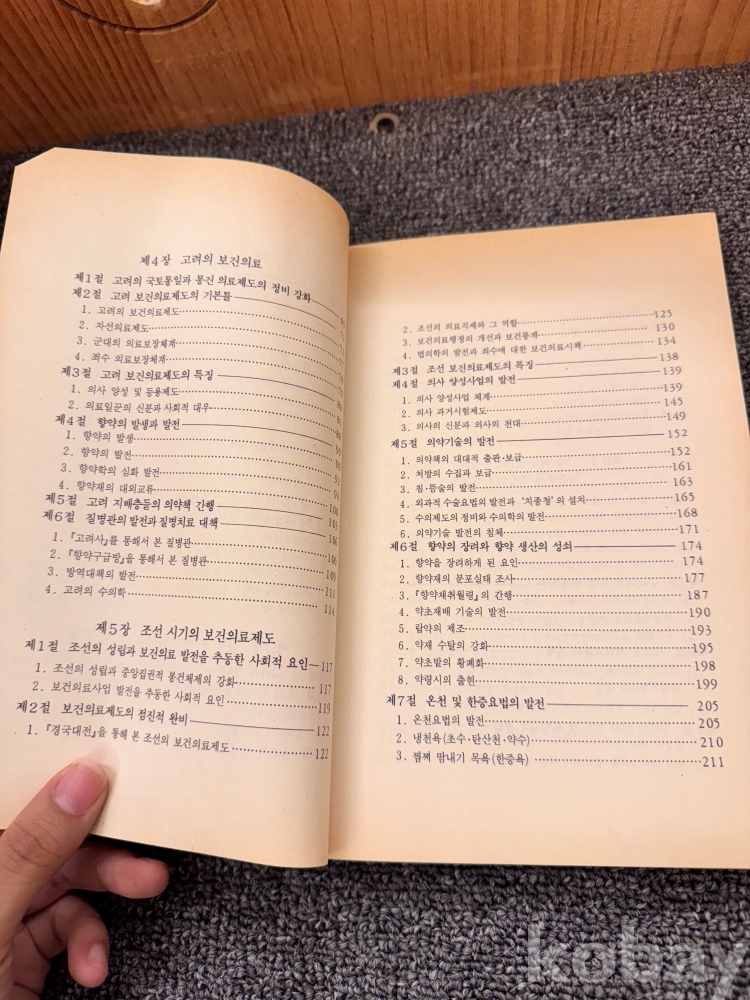 제4장 고려의 보건의료
제1절 고려의 국토통일과 봉건 의료제도의 정비 강화
제2절 고려 보건의료제도의 기본틀
1. 고려의 보건의료제도
2. 자선의료제도
3. 군대의 의료보장체계
4. 죄수 의료보장체계
제3절 고려 보건의료제도의 특징
1. 의사 양성 및 등용제도
2. 의료일꾼의 신분과 사회적 대우
제4절 향약의 발생과 발전
1. 향약의 발생
2. 향약의 발전
3. 향약학의 심화 발전
4. 향약재의 대외교류
제5절 고려 지배층들의 의약책 간행
제6절 질병관의 발전과 질병치료 대책
1. 『고려사』를 통해서 본 질병관
2. 『향약구급방』을 통해서 본 질병관 109
3. 방역대책의 발전 111
4. 고려의 수의학 114
제5장 조선 시기의 보건의료제도
제1절 조선의 성립과 보건의료 발전을 추동한 사회적 요인 117
1. 조선의 성립과 중앙집권적 봉건체제의 강화 117
2. 보건의료사업 발전을 추동한 사회적 요인 119
제2절 보건의료제도의 점진적 완비 122
1. 『경국대전』을 통해 본 조선의 보건의료제도 122
2. 조선의 의료직제와 그 역할 125
3. 보건의료행정의 개선과 보건통계 130
4. 법의학의 발전과 죄수에 대한 보건의료시책 134
제3절 조선 보건의료제도의 특징 138
제4절 의사 양성사업의 발전 139
1. 의사 양성사업 체계 139
2. 의사 과거시험제도 145
3. 의사의 신분과 의사의 천대 149
제5절 의약기술의 발전 152
1. 의약책의 대대적 출판·보급 152
2. 처방의 수집과 보급 161
3. 침·뜸술의 발전 163
4. 외과적 수술요법의 발전과 '치종청'의 설치 165
5. 수의제도의 정비와 수의학의 발전 168
6. 의약기술 발전의 침체 171
제6절 향약의 장려와 향약 생산의 성쇠 174
1. 향약을 장려하게 된 요인 174
2. 향약재의 분포실태 조사 177
3. 『향약채취월령』의 간행 187
4. 약초재배 기술의 발전 190
5. 랍약의 제조 193
6. 약재 수탈의 강화 195
7. 약초밭의 황폐화 198
8. 약령시의 출현 199
제7절 온천 및 한증요법의 발전 205
1. 온천요법의 발전 205
2. 냉천욕(초수·탄산천·약수) 210
3. 찜쪄 땀내기 목욕(한증욕) 211
kobay